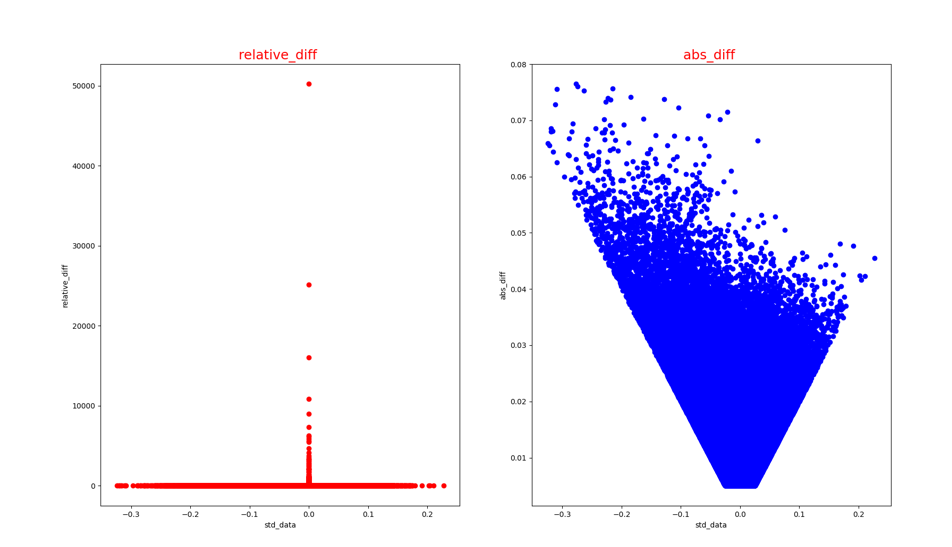 relative_diff
50000
40000
30000
20000
10000
0
relative_diff
−0.3 −0.2 −0.1 0.0 0.1 0.2
std_data
abs_diff
0.08
0.07
0.06
0.05
0.04
0.03
0.02
0.01
abs_diff
−0.3 −0.2 −0.1 0.0 0.1 0.2
std_data